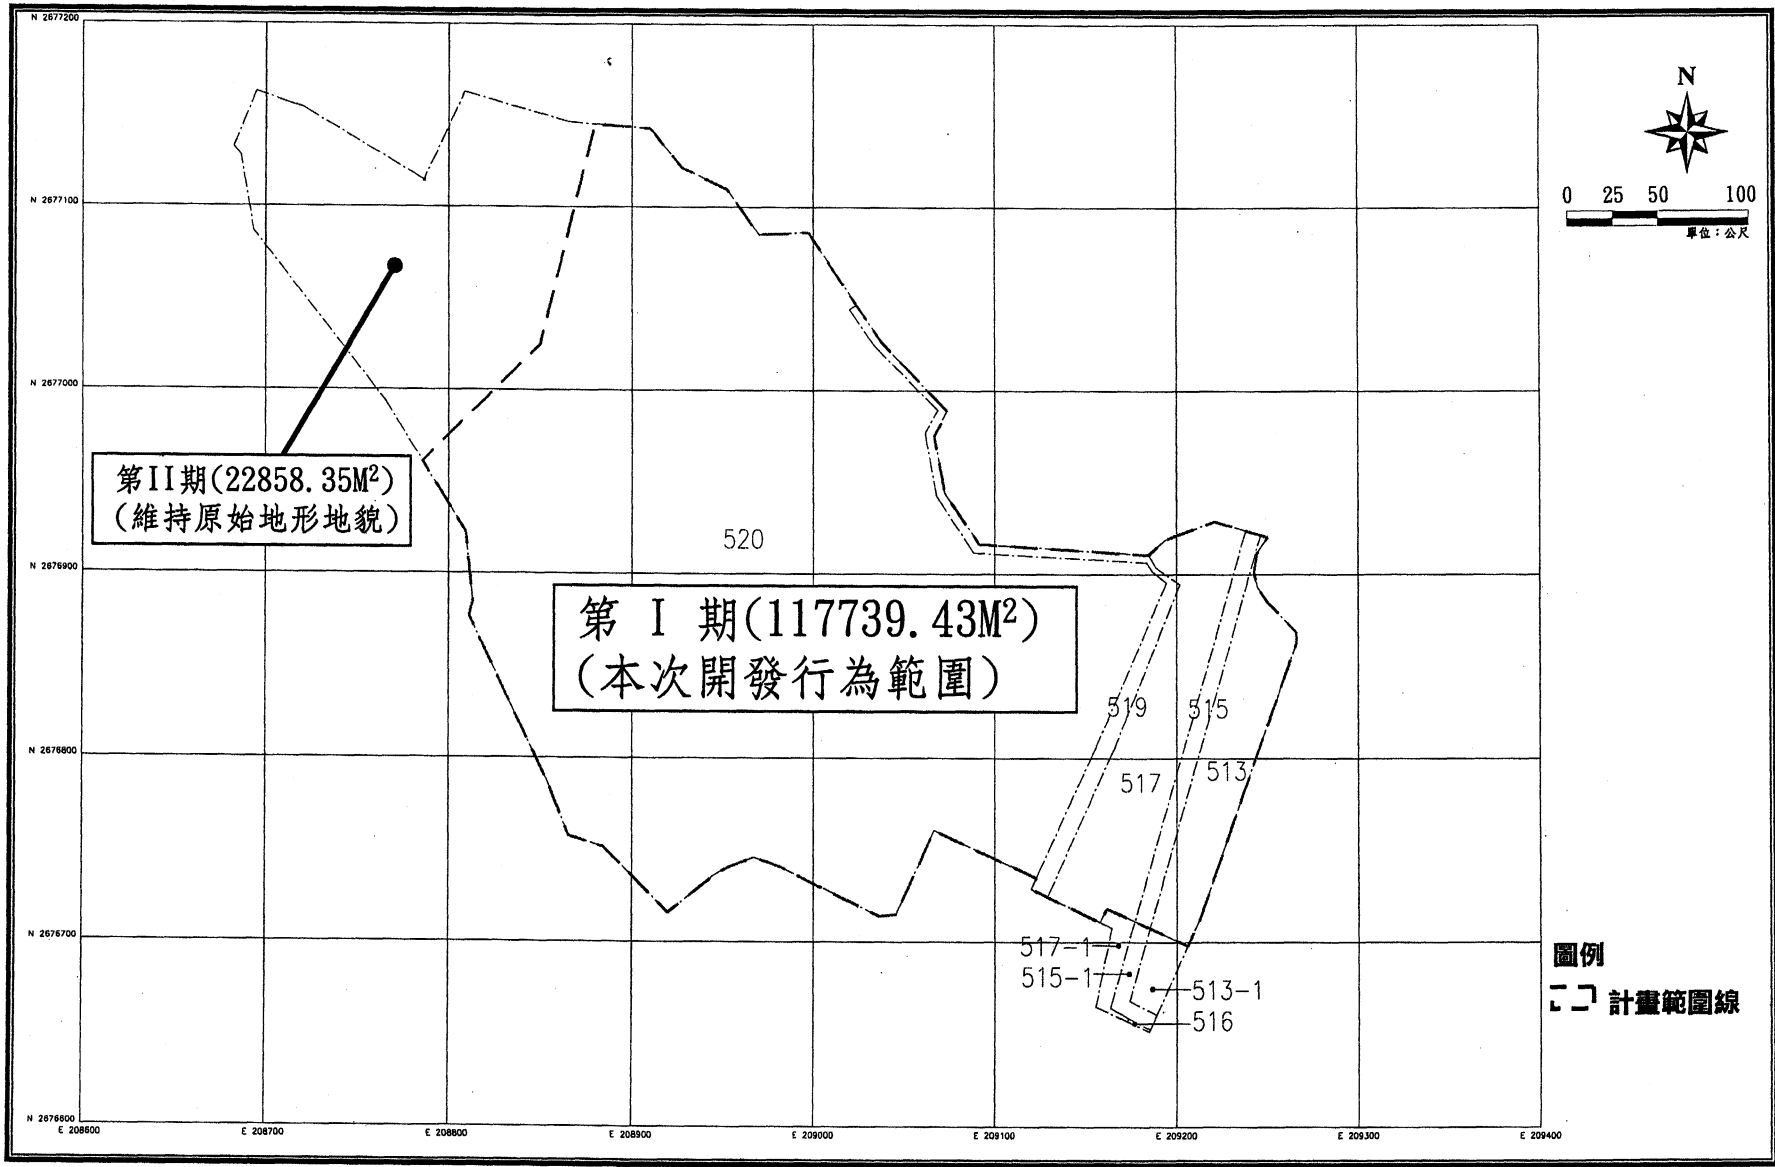 N 2677200
N
0 25 50 100
單位：公尺
N 2677100
N 2677000
第II期(22858.35M²)
(維持原始地形地貌)
520
N 2676900
第 I 期(117739.43M²)
(本次開發行為範圍)
519
515
N 2676800
517
513
N 2676700
517-1
515-1
513-1
516
圖例
計畫範圍線
N 2676600
E 208600
E 208700
E 208800
E 208900
E 209000
E 209100
E 209200
E 209300
E 209400